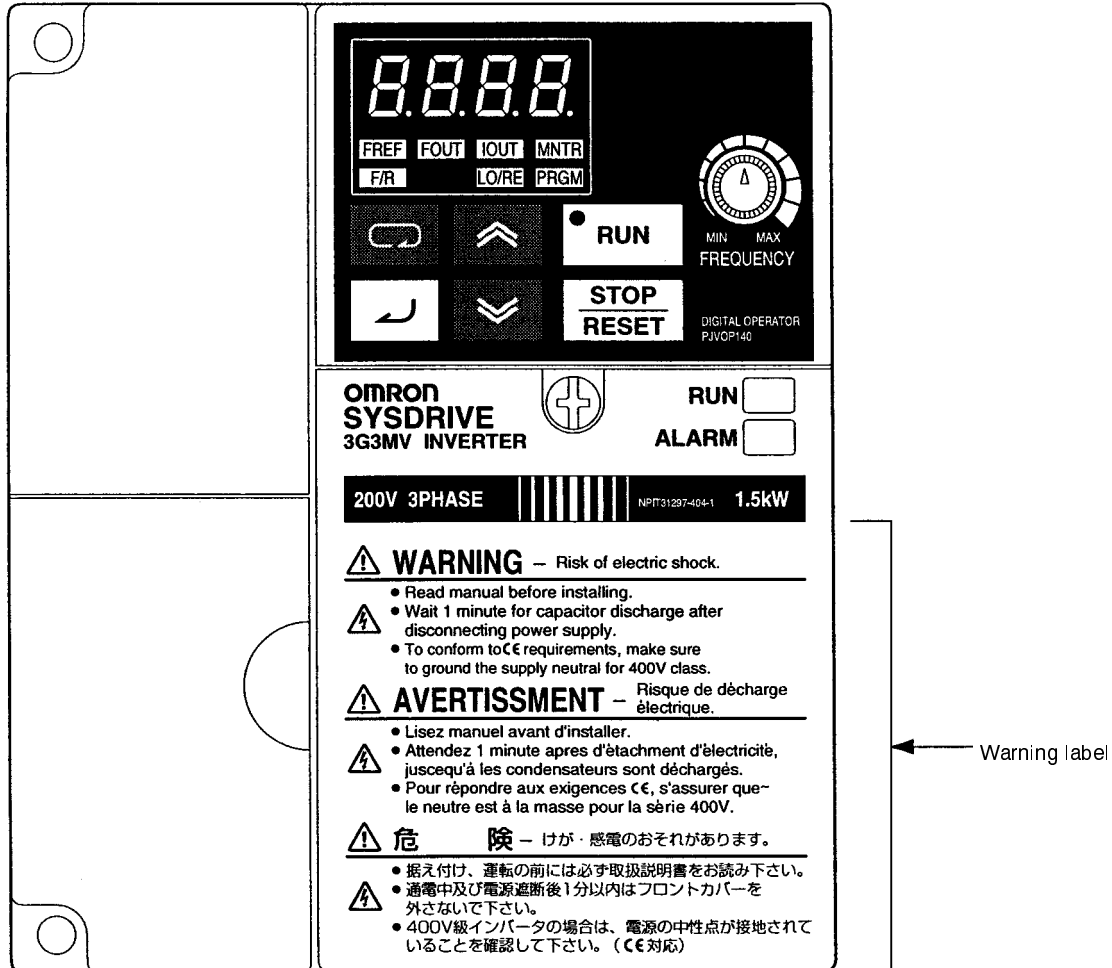 8.8.8.8.
FREF FOUT IOUT MNTR
F/R LO/RE PRGM
RUN
STOP
RESET
MIN MAX
FREQUENCY
DIGITAL OPERATOR
PJVOP140
OMRON
SYSDRIVE
3G3MV INVERTER
RUN
ALARM
200V 3PHASE NPIT31297-404-1 1.5kW
WARNING – Risk of electric shock.
● Read manual before installing.
● Wait 1 minute for capacitor discharge after
disconnecting power supply.
● To conform toCE requirements, make sure
to ground the supply neutral for 400V class.
AVERTISSMENT – Risque de dècharge
èlectrique.
● Lisez manuel avant d'installer.
● Attendez 1 minute apres d'ètachment d'èlectricitè,
juscequ'á les condensateurs sont déchargés.
● Pour rèpondre aux exigences CE, s'assurer que~
le neutre est à la masse pour la sèrie 400V.
危 険 – けが・感電のおそれがあります。
● 据え付け、運転の前には必ず取扱説明書をお読み下さい。
● 通電中及び電源遮断後1分以内はフロントカバーを
外さないで下さい。
● 400V級インバータの場合は、電源の中性点が接地されて
いることを確認して下さい。(CE対応)
Warning label